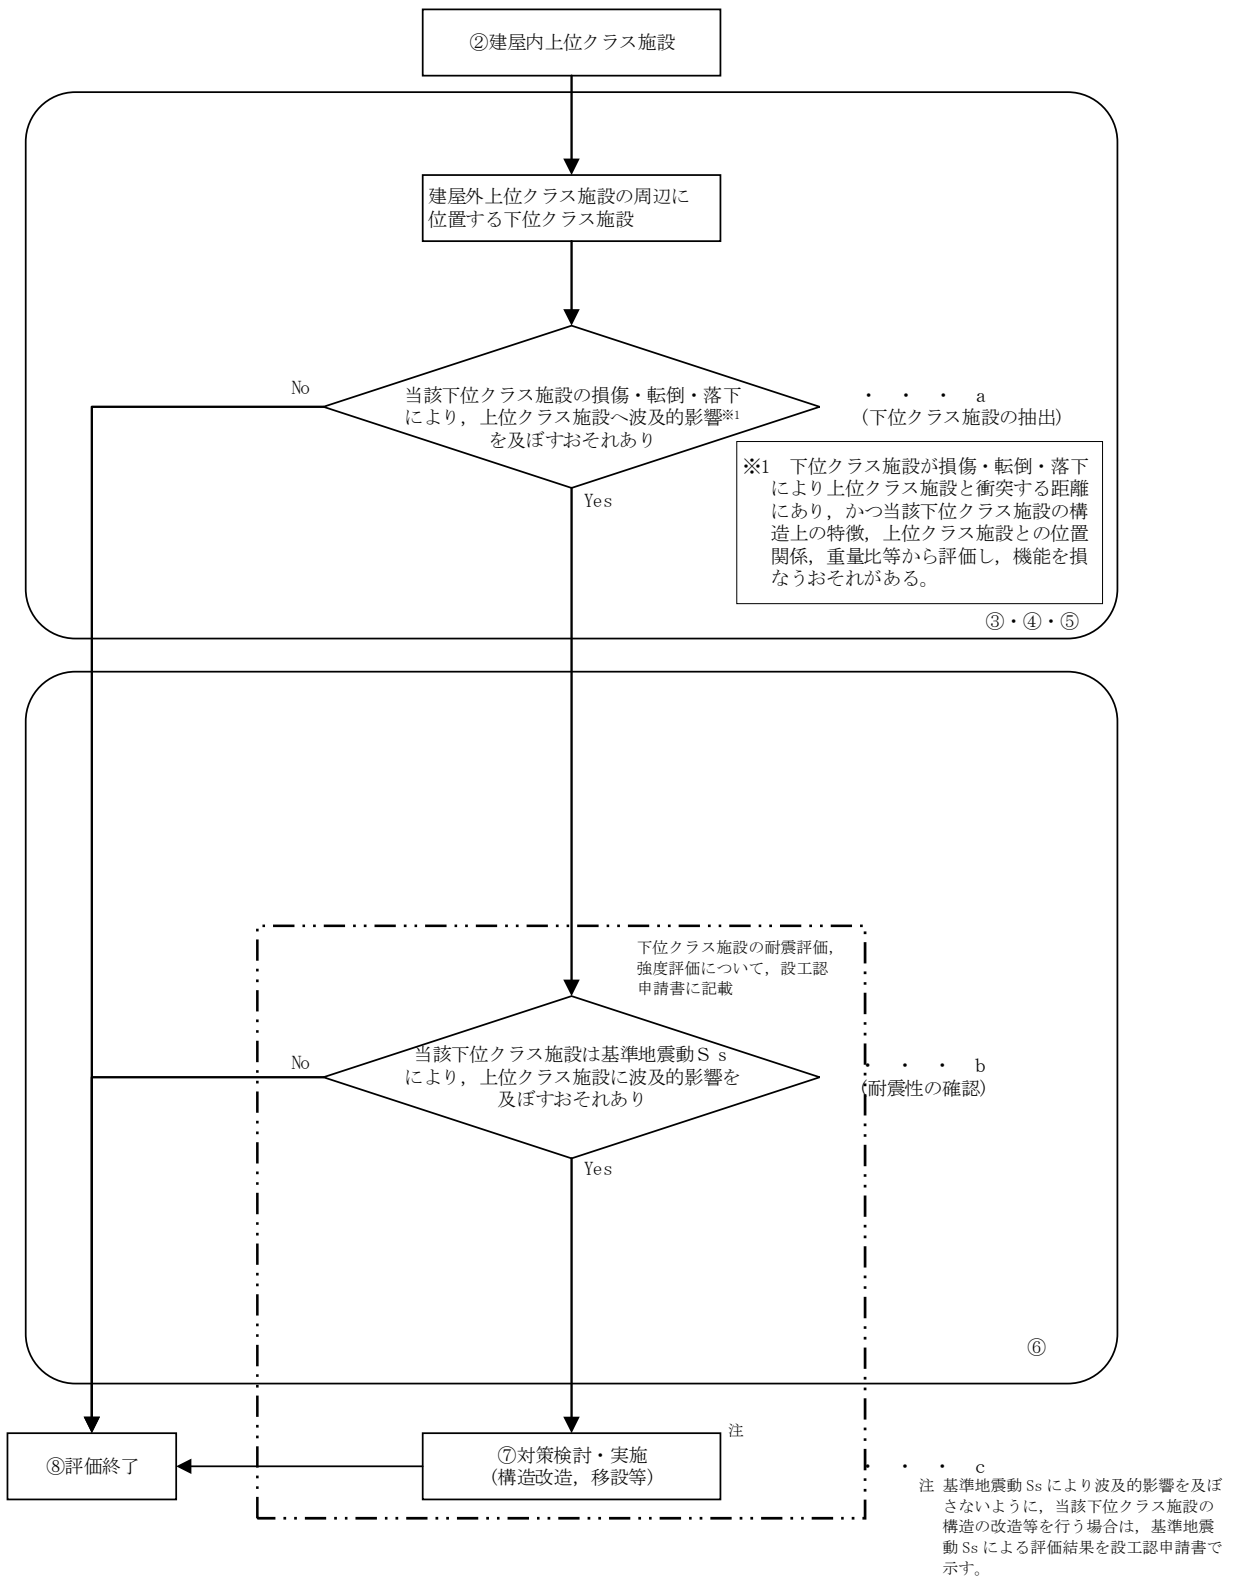 ②建屋内上位クラス施設
建屋外上位クラス施設の周辺に
位置する下位クラス施設
No
当該下位クラス施設の損傷・転倒・落下
により，上位クラス施設へ波及的影響※1
を及ぼすおそれあり
・ ・ ・ a
（下位クラス施設の抽出）
Yes
※1 下位クラス施設が損傷・転倒・落下
により上位クラス施設と衝突する距離
にあり，かつ当該下位クラス施設の構
造上の特徴，上位クラス施設との位置
関係，重量比等から評価し，機能を損
なうおそれがある。
③・④・⑤
下位クラス施設の耐震評価，
強度評価について，設工認
申請書に記載
No
当該下位クラス施設は基準地震動Ｓｓ
により，上位クラス施設に波及的影響を
及ぼすおそれあり
・ ・ ・ b
（耐震性の確認）
Yes
⑥
注
⑧評価終了
⑦対策検討・実施
（構造改造，移設等）
・ ・ ・ c
注 基準地震動 Ss により波及的影響を及ぼ
さないように，当該下位クラス施設の
構造の改造等を行う場合は，基準地震
動 Ss による評価結果を設工認申請書で
示す。